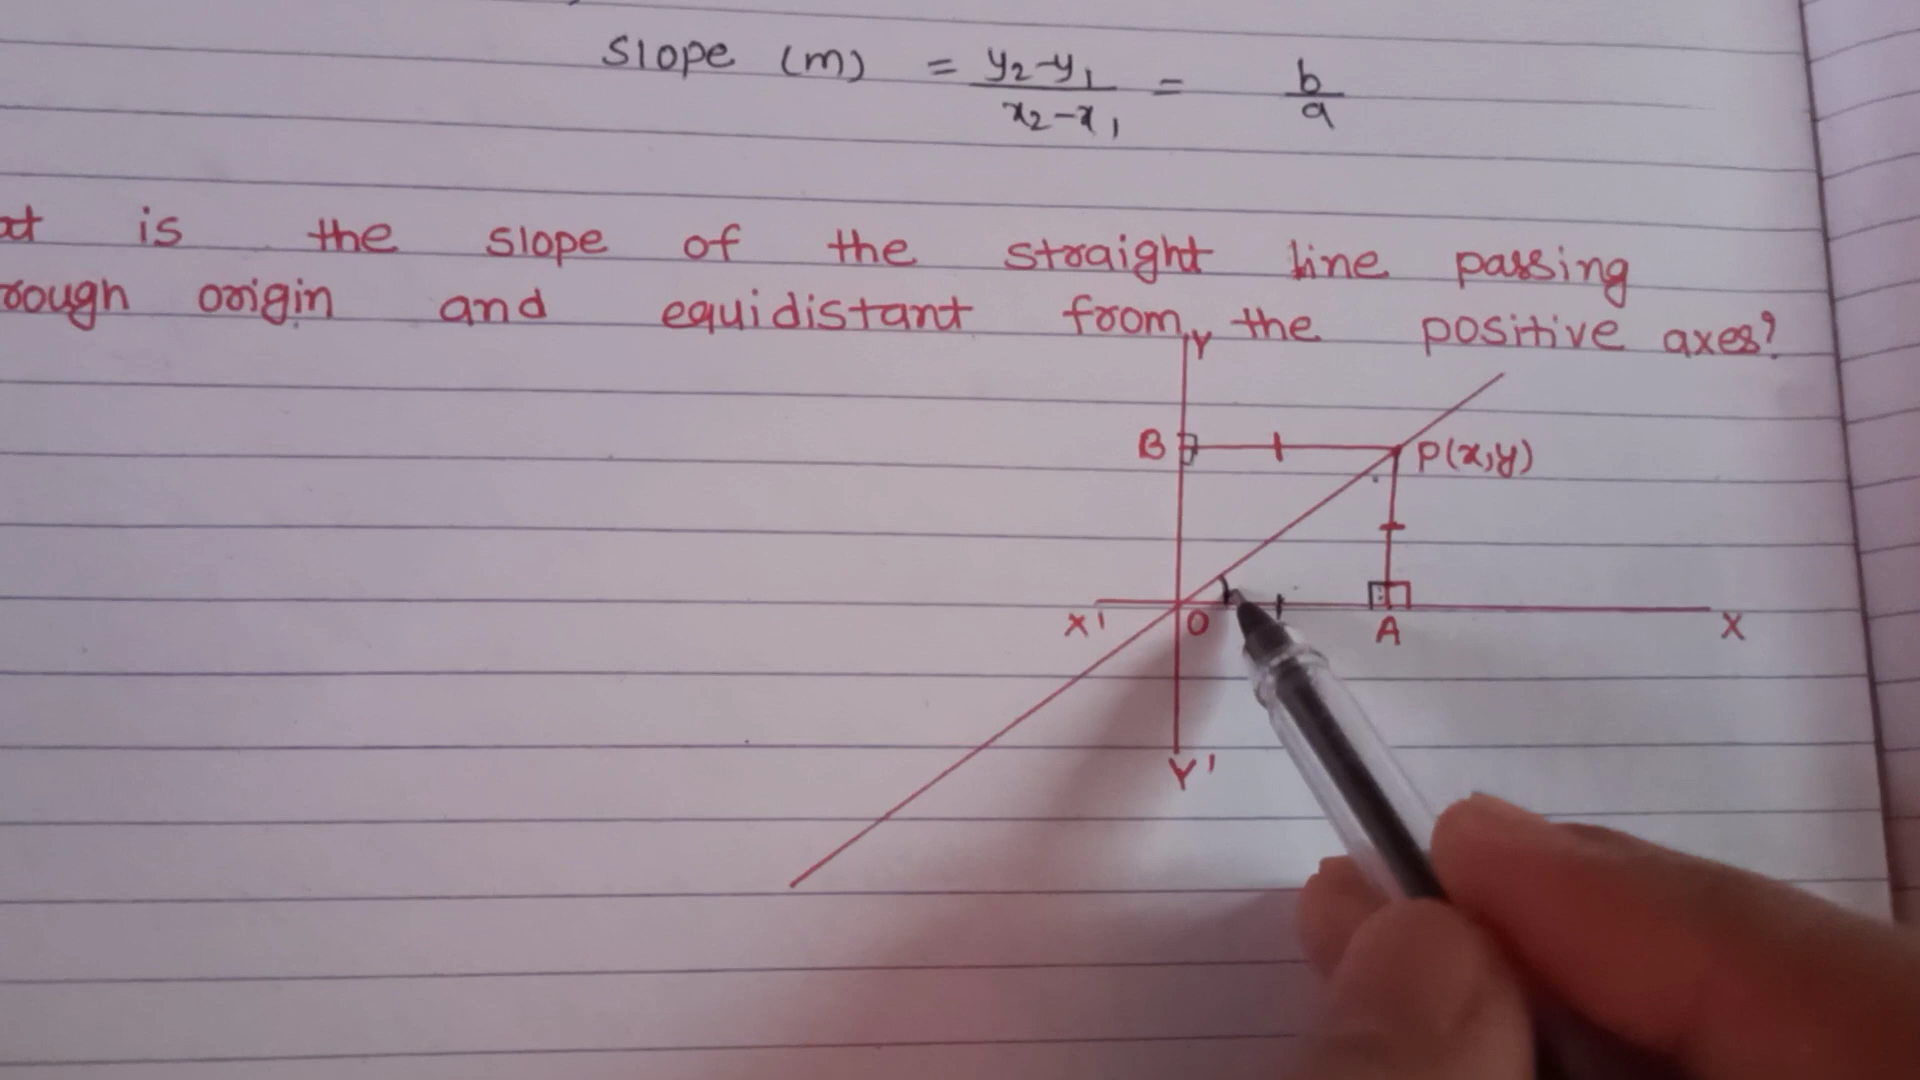 Slope (m) = y₂-y₁ / x₂-x₁ = b/a
is the slope of the straight line passing
origin and equidistant from the positive axes?
Y
B
P(x,y)
X' O A X
Y'